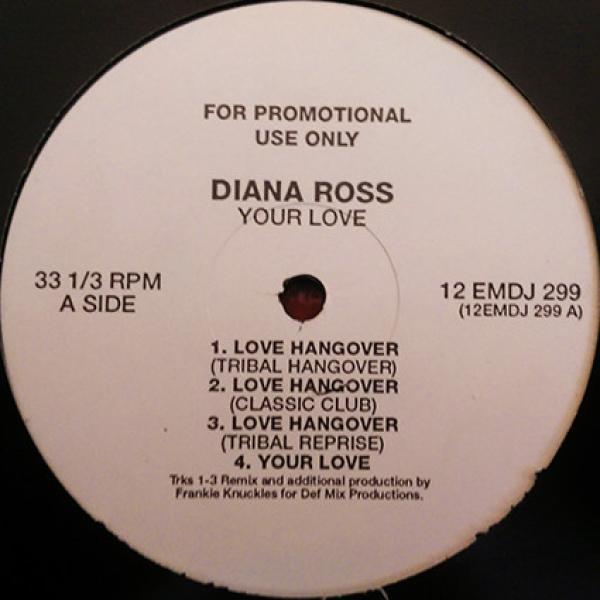 FOR PROMOTIONAL
USE ONLY
DIANA ROSS
YOUR LOVE
33 1/3 RPM
A SIDE
12 EMDJ 299
(12EMDJ 299 A)
1. LOVE HANGOVER
(TRIBAL HANGOVER)
2. LOVE HANGOVER
(CLASSIC CLUB)
3. LOVE HANGOVER
(TRIBAL REPRISE)
4. YOUR LOVE
Trks 1-3 Remix and additional production by
Frankie Knuckles for Def Mix Productions.